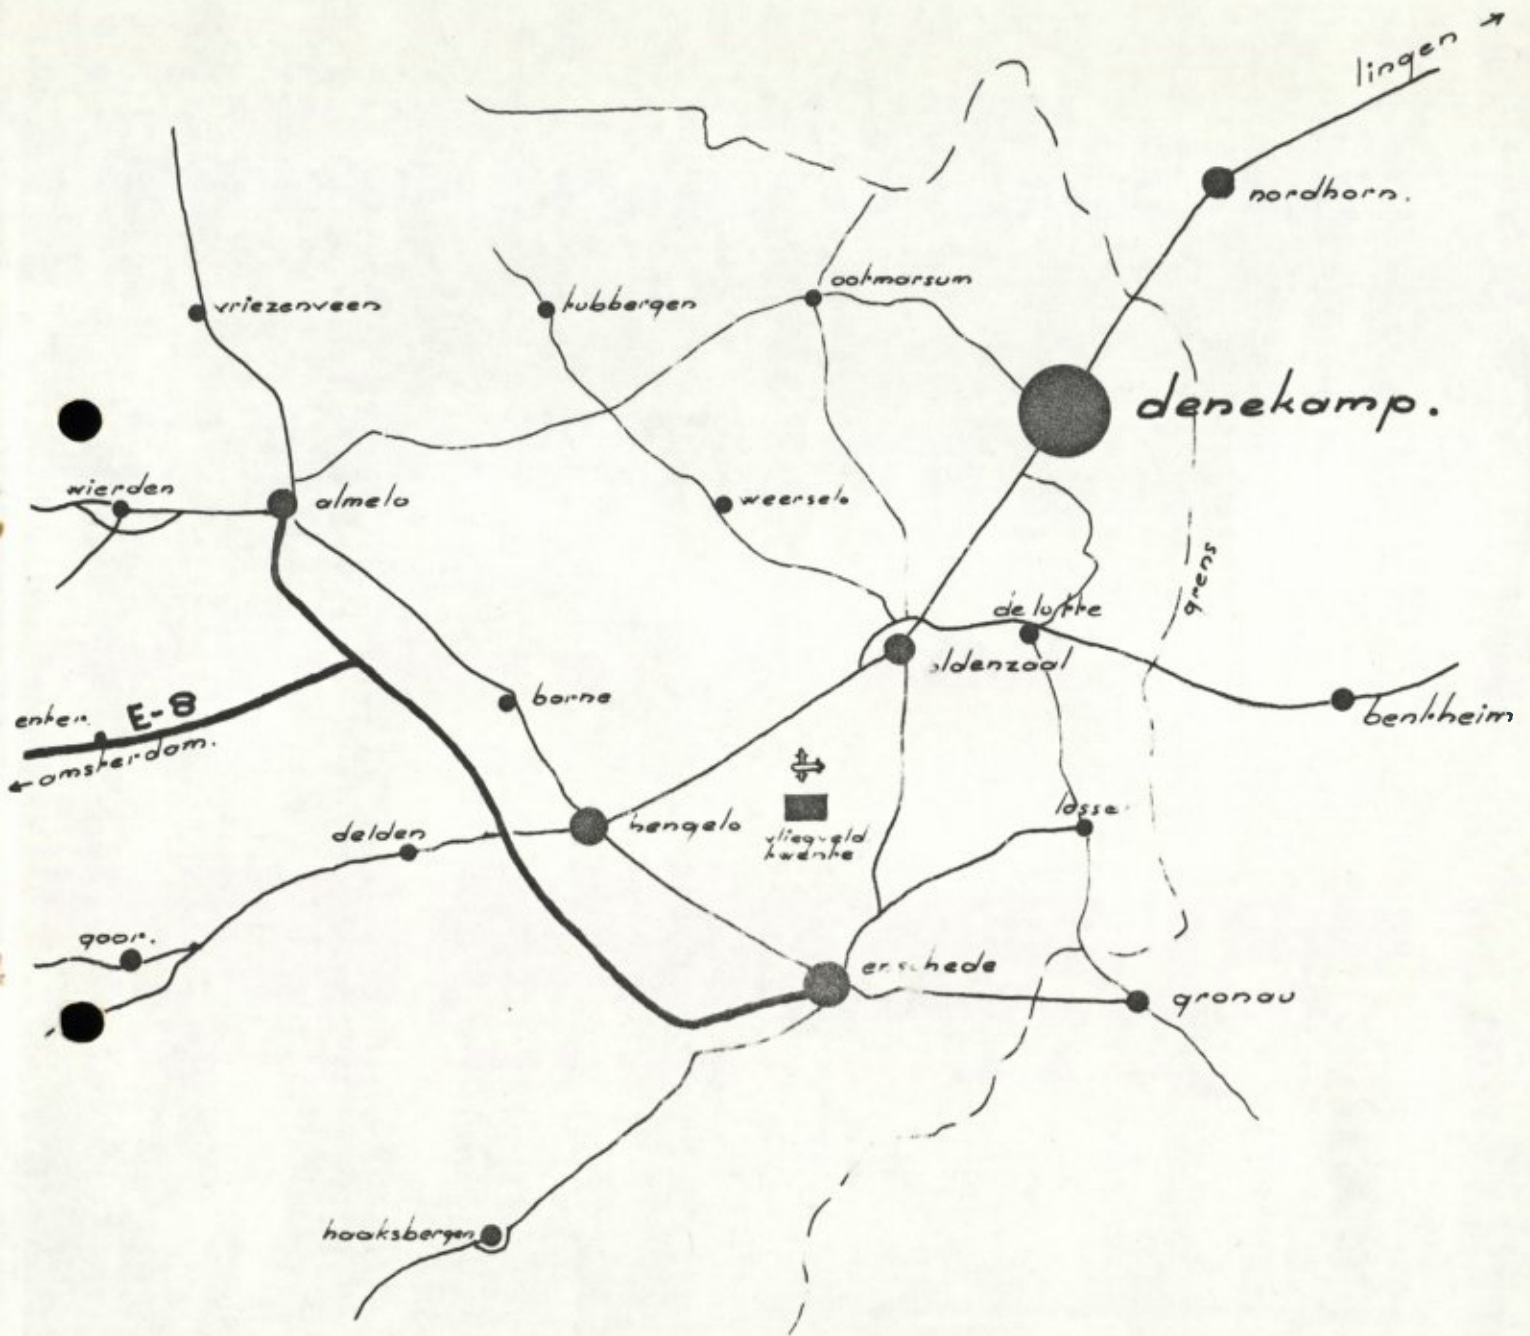 lingen
nordhorn.
ootmarsum
tubbergen
vriezenveen
denekamp.
wierden
almelo
weerselo
grens
de lutte
oldenzaal
borne
bentheim
enter.
E-8
amsterdam.
losser
hengelo
delden
vliegveld
twente
goor.
enschede
gronau
haaksbergen